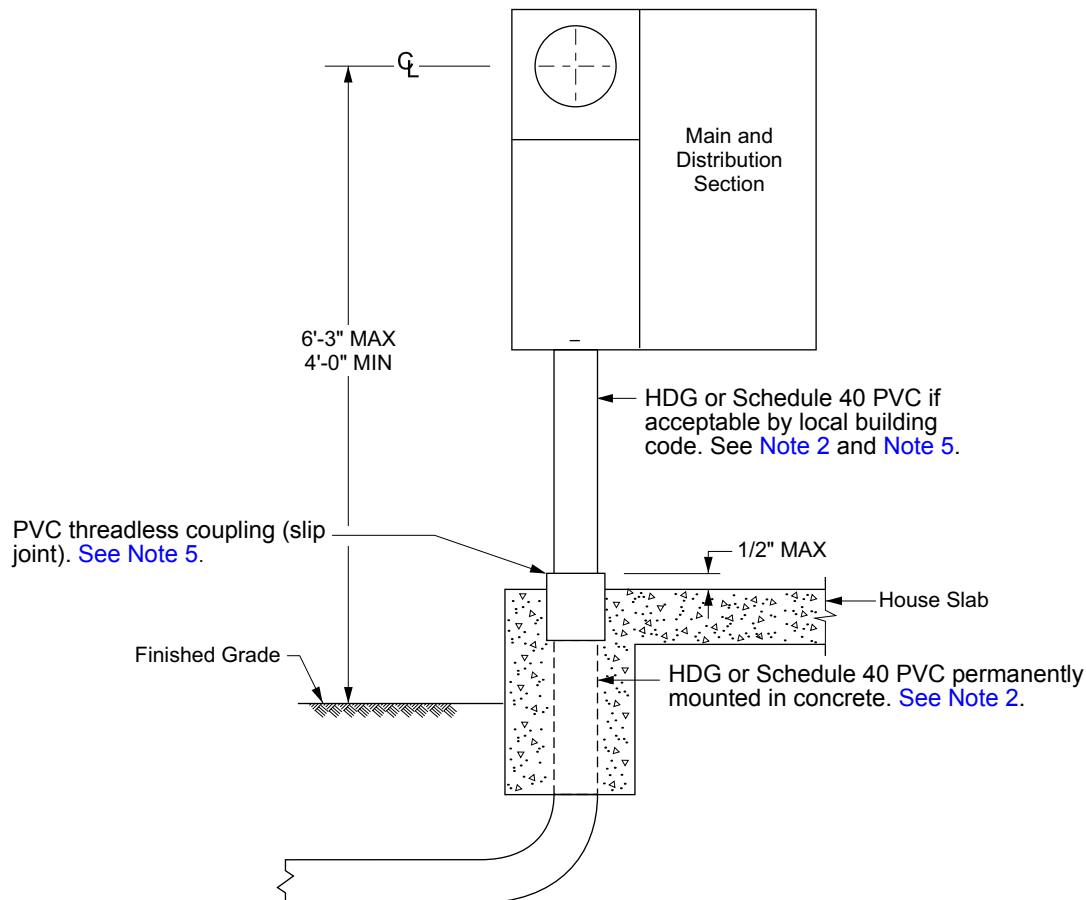 ℄
Main and
Distribution
Section
6'-3" MAX
4'-0" MIN
HDG or Schedule 40 PVC if
acceptable by local building
code. See Note 2 and Note 5.
PVC threadless coupling (slip
joint). See Note 5.
1/2" MAX
House Slab
Finished Grade
HDG or Schedule 40 PVC permanently
mounted in concrete. See Note 2.